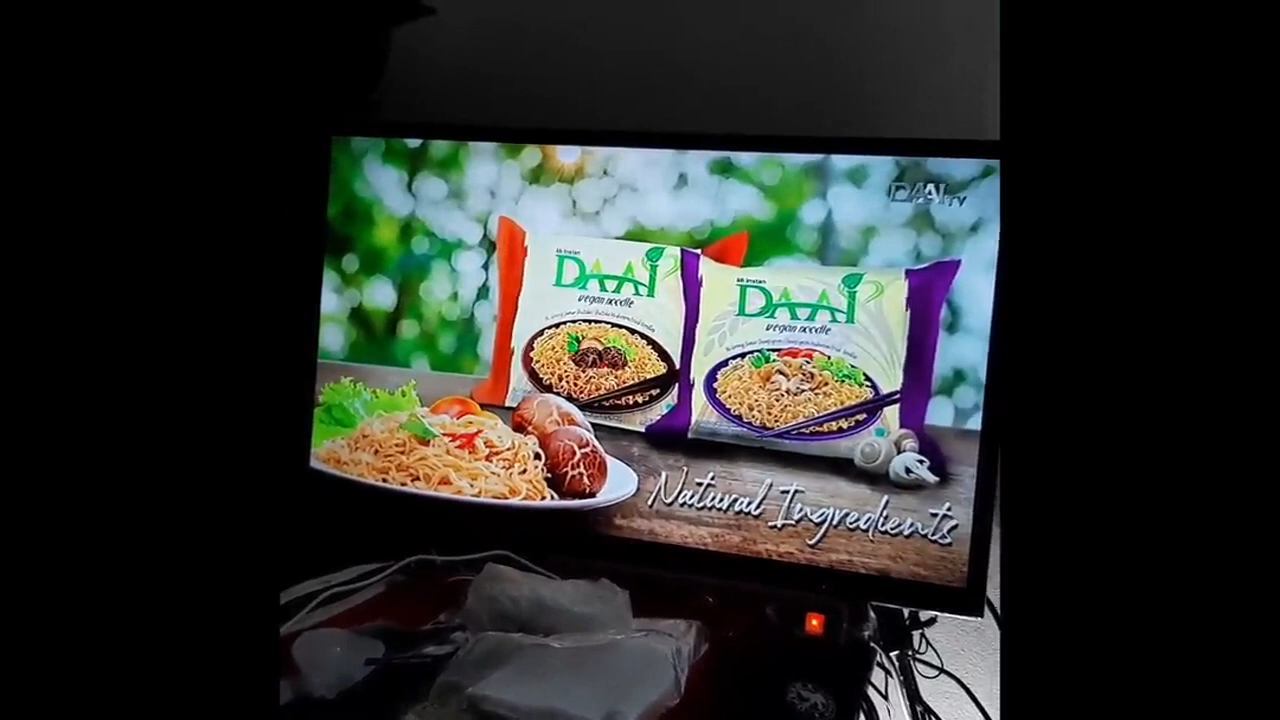 DAAI TV
Mi Instan
DAAI
vegan noodle
Mi Instan
DAAI
vegan noodle
Natural Ingredients